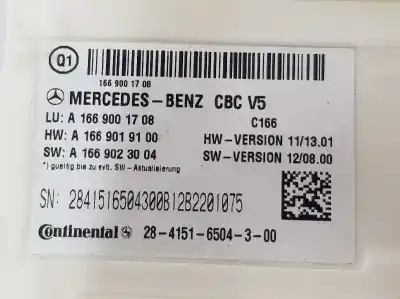 Q1
166 900 17 08
MERCEDES-BENZ CBC V5
LU: A 166 900 17 08 C166
HW: A 166 901 91 00 HW-VERSION 11/13.01
SW: A 166 902 30 04 SW-VERSION 12/08.00
*) gueltig bis zu evtl. SW-Aktualisierung
SN: 2841516504300B12B2201075
Continental 28-4151-6504-3-00